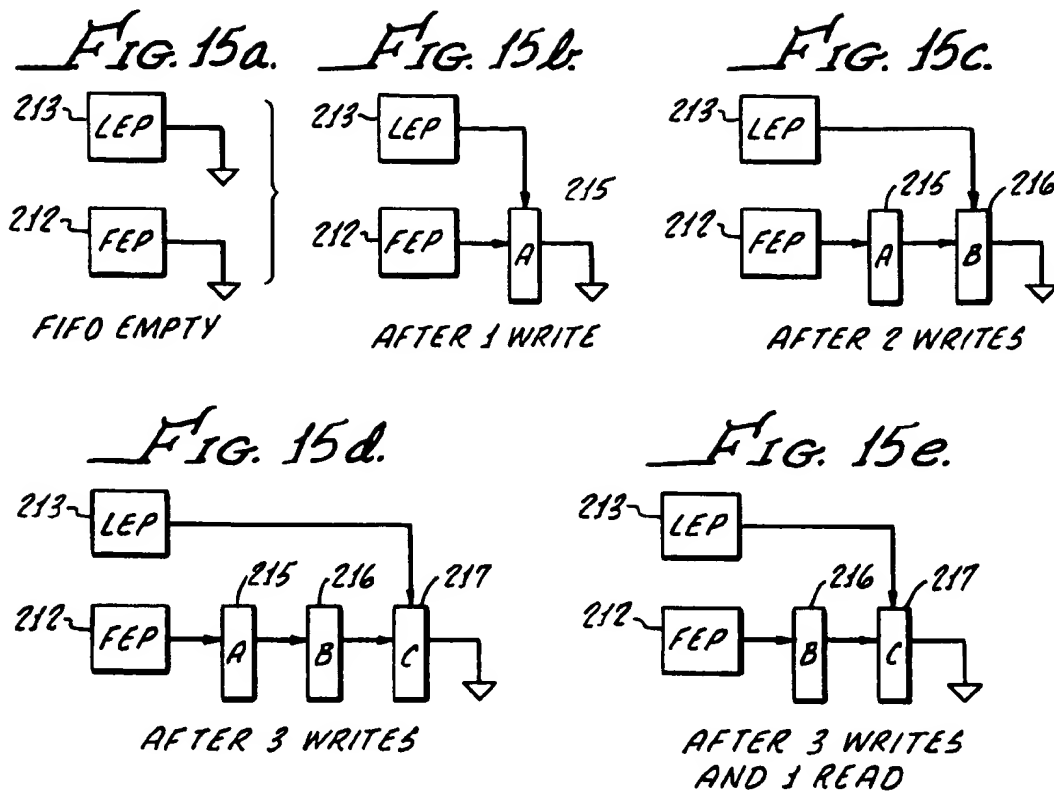 FIG. 15a.
213
LEP
212
FEP
FIFO EMPTY
FIG. 15b.
213
LEP
215
212
FEP
A
AFTER 1 WRITE
FIG. 15c.
213
LEP
215
216
212
FEP
A
B
AFTER 2 WRITES
FIG. 15d.
213
LEP
215
216
217
212
FEP
A
B
C
AFTER 3 WRITES
FIG. 15e.
213
LEP
216
217
212
FEP
B
C
AFTER 3 WRITES
AND 1 READ